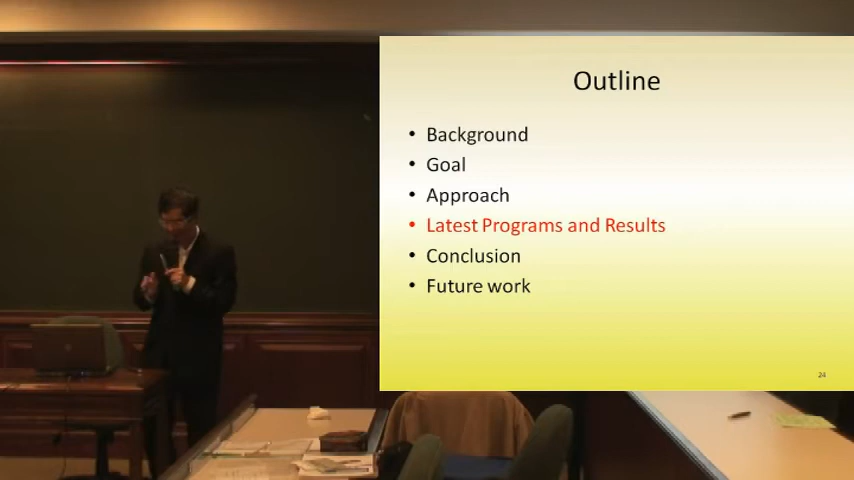 Outline
• Background
• Goal
• Approach
• Latest Programs and Results
• Conclusion
• Future work
24